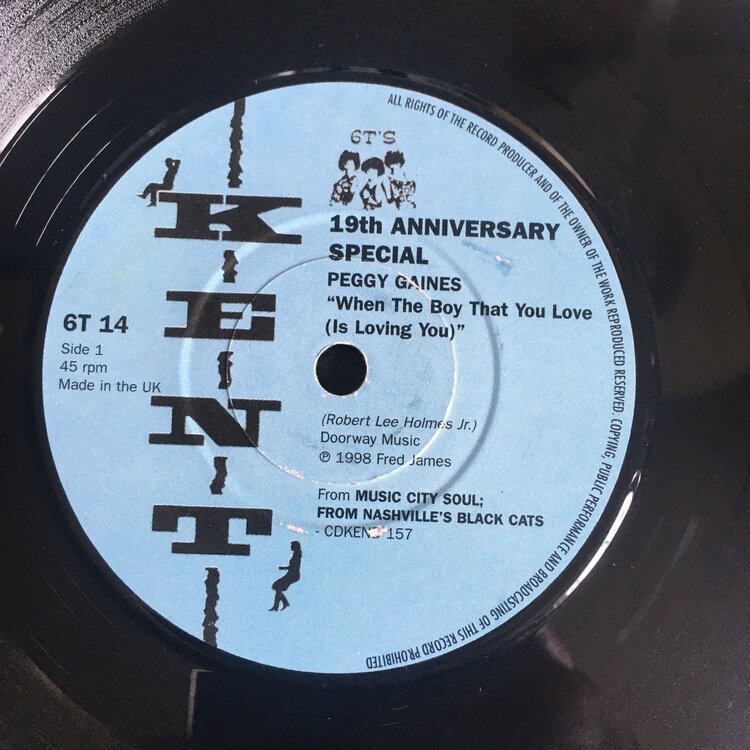 ALL RIGHTS OF THE RECORD PRODUCER AND OF THE OWNER OF THE WORK REPRODUCED RESERVED. COPYING, PUBLIC PERFORMANCE AND BROADCASTING OF THIS RECORD PROHIBITED
KENT
6T'S
19th ANNIVERSARY
SPECIAL
PEGGY GAINES
“When The Boy That You Love
(Is Loving You)”
6T 14
Side 1
45 rpm
Made in the UK
(Robert Lee Holmes Jr.)
Doorway Music
℗ 1998 Fred James
From MUSIC CITY SOUL;
FROM NASHVILLE'S BLACK CATS
- CDKEND 157